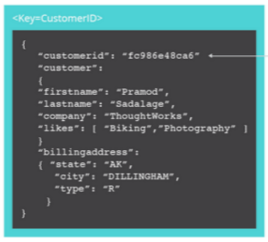 <Key=CustomerID>
{
"customerid": "fc986e48ca6"
"customer":
{
"firstname": "Pramod",
"lastname": "Sadalage",
"company": "ThoughtWorks",
"likes": [ "Biking","Photography" ]
}
"billingaddress":
{ "state": "AK",
"city": "DILLINGHAM",
"type": "R"
}
}